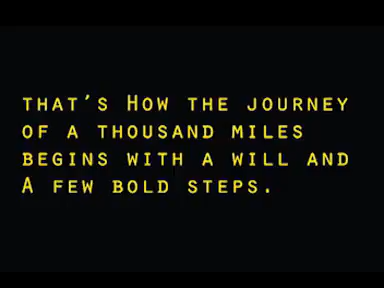 THAT'S HOW THE JOURNEY
OF A THOUSAND MILES
BEGINS WITH A WILL AND
A FEW BOLD STEPS.